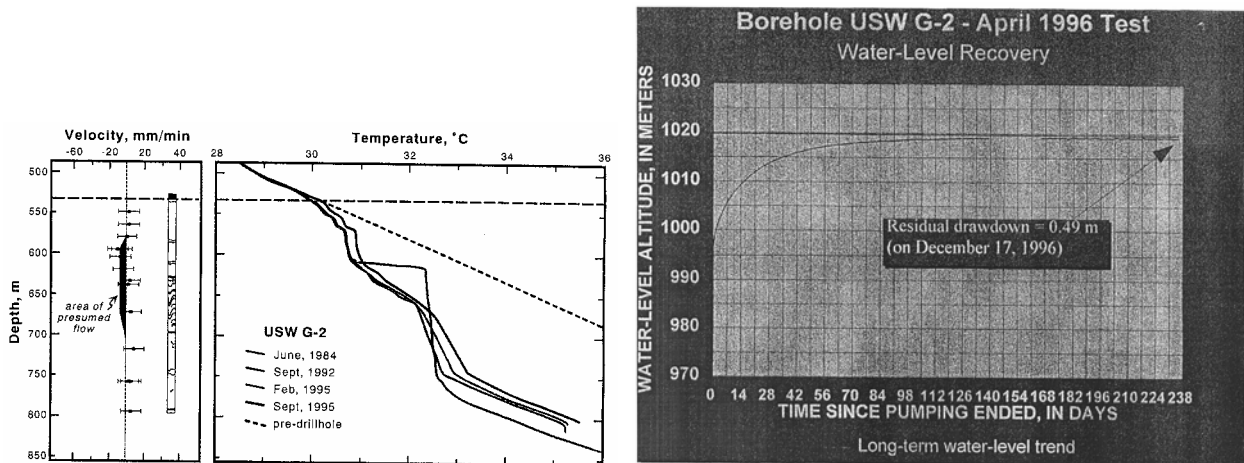 Velocity, mm/min
-60 -20 20 60
Temperature, °C
28 30 32 34 36
Depth, m
500
550
600
650
700
750
800
850
area of
presumed
flow
USW G-2
June, 1984
Sept, 1992
Feb, 1995
Sept, 1995
pre-drillhole
Borehole USW G-2 - April 1996 Test
Water-Level Recovery
WATER-LEVEL ALTITUDE, IN METERS
1030
1020
1010
1000
990
980
970
Residual drawdown = 0.49 m
(on December 17, 1996)
0 14 28 42 56 70 84 98 112 126 140 154 168 182 196 210 224 238
TIME SINCE PUMPING ENDED, IN DAYS
Long-term water-level trend